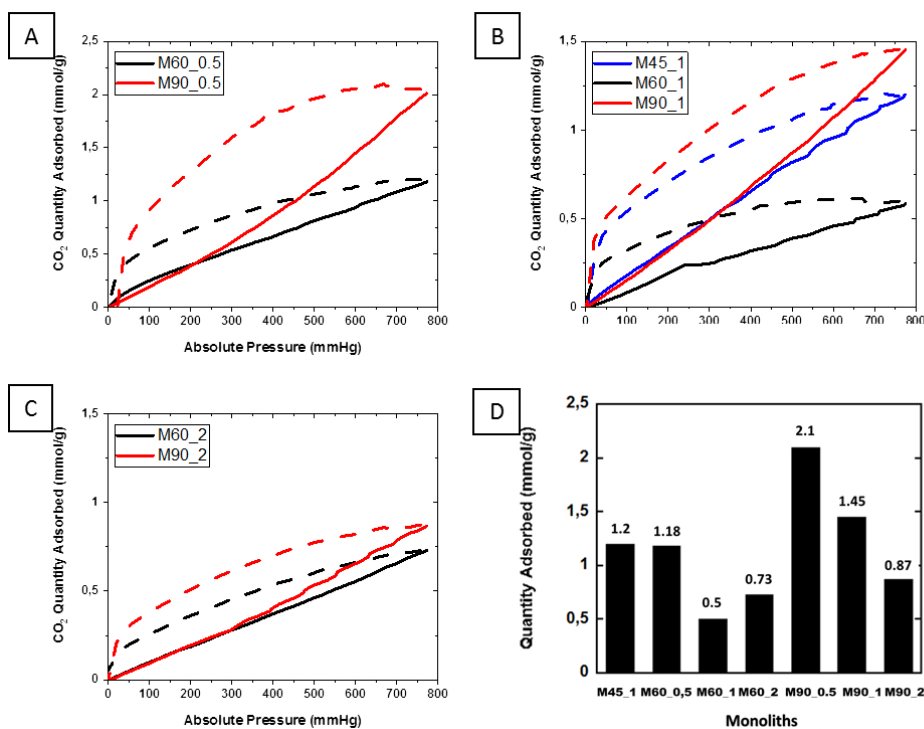 A
M60_0.5
M90_0.5
CO₂ Quantity Adsorbed (mmol/g)
2,5
2
1,5
1
0,5
0
0 100 200 300 400 500 600 700 800
Absolute Pressure (mmHg)
B
M45_1
M60_1
M90_1
CO₂ Quantity Adsorbed (mmol/g)
1,5
1
0,5
0
0 100 200 300 400 500 600 700 800
C
M60_2
M90_2
CO₂ Quantity Adsorbed (mmol/g)
1,5
1
0,5
0
0 100 200 300 400 500 600 700 800
Absolute Pressure (mmHg)
D
Quantity Adsorbed (mmol/g)
2,5
2
1,5
1
0,5
0
1.2 1.18 0.5 0.73 2.1 1.45 0.87
M45_1 M60_0,5 M60_1 M60_2 M90_0.5 M90_1 M90_2
Monoliths